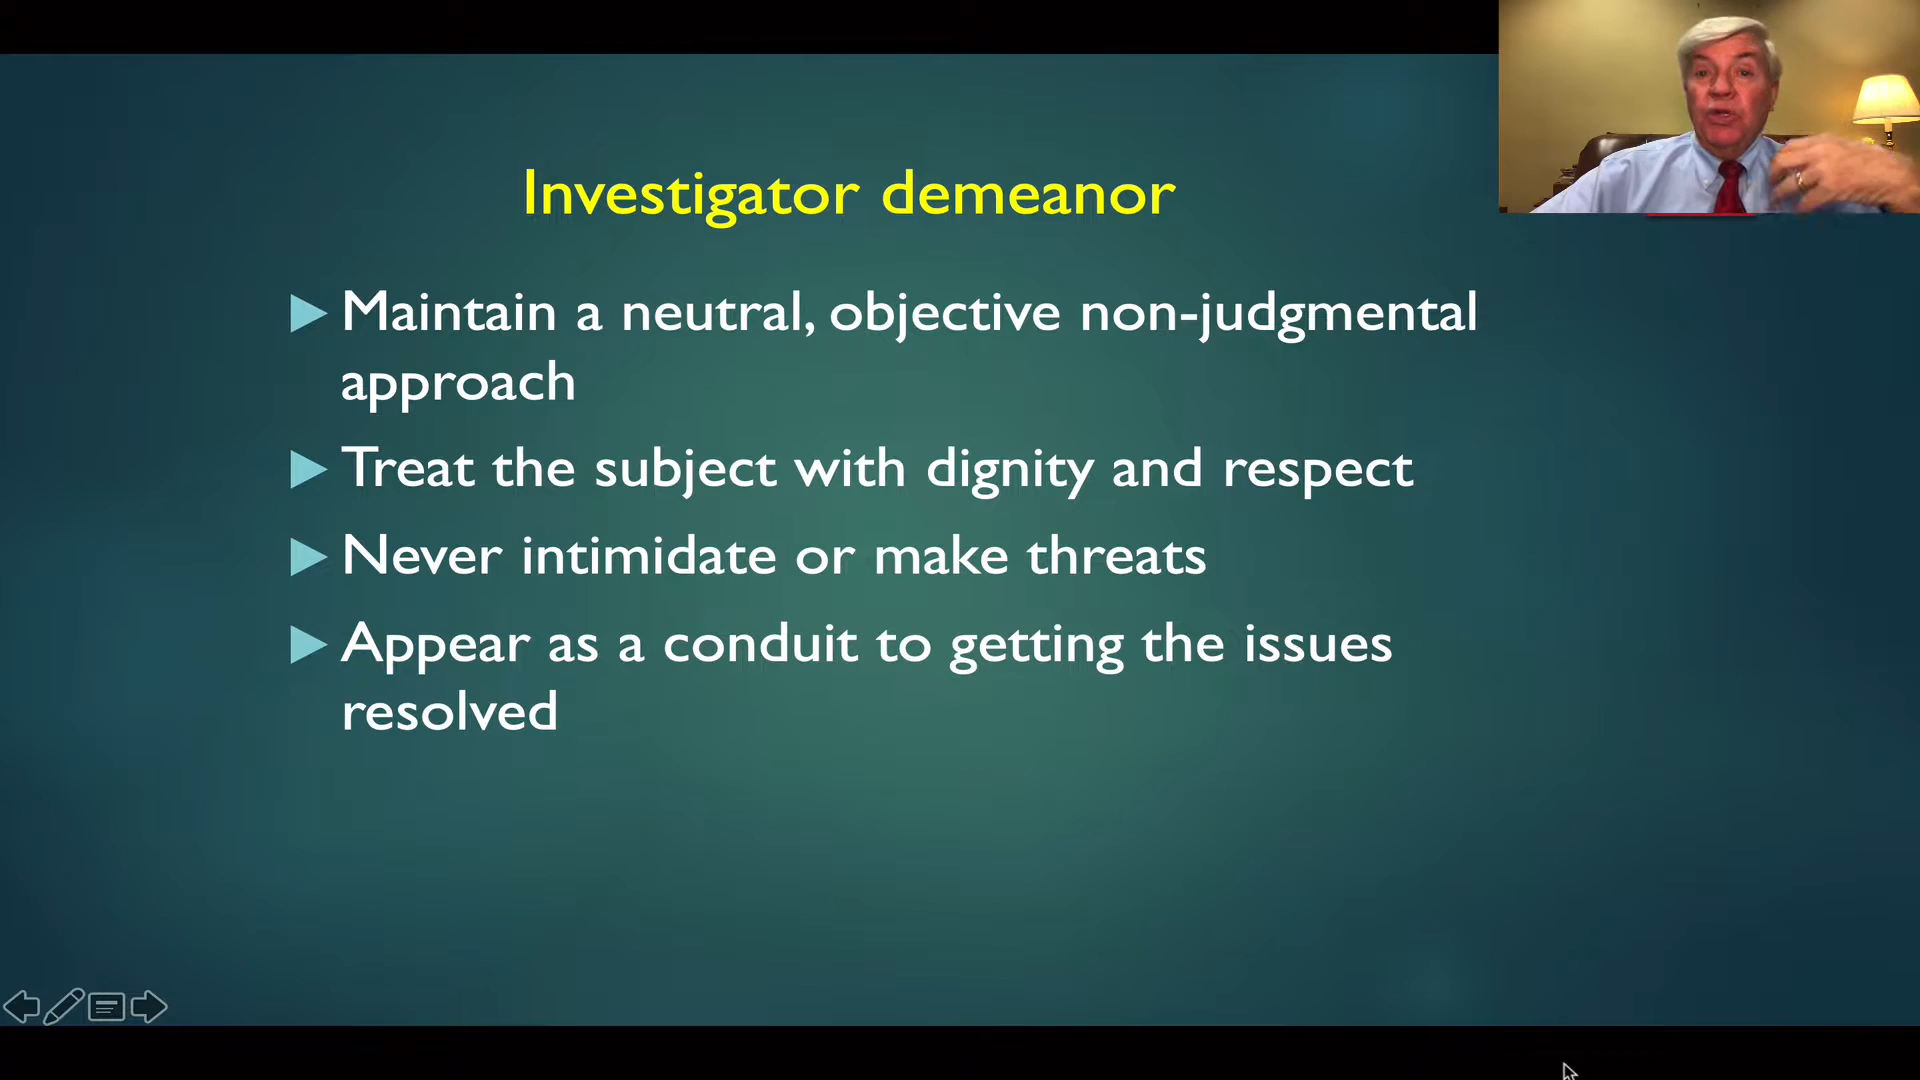 Investigator demeanor
Maintain a neutral, objective non-judgmental
approach
Treat the subject with dignity and respect
Never intimidate or make threats
Appear as a conduit to getting the issues
resolved